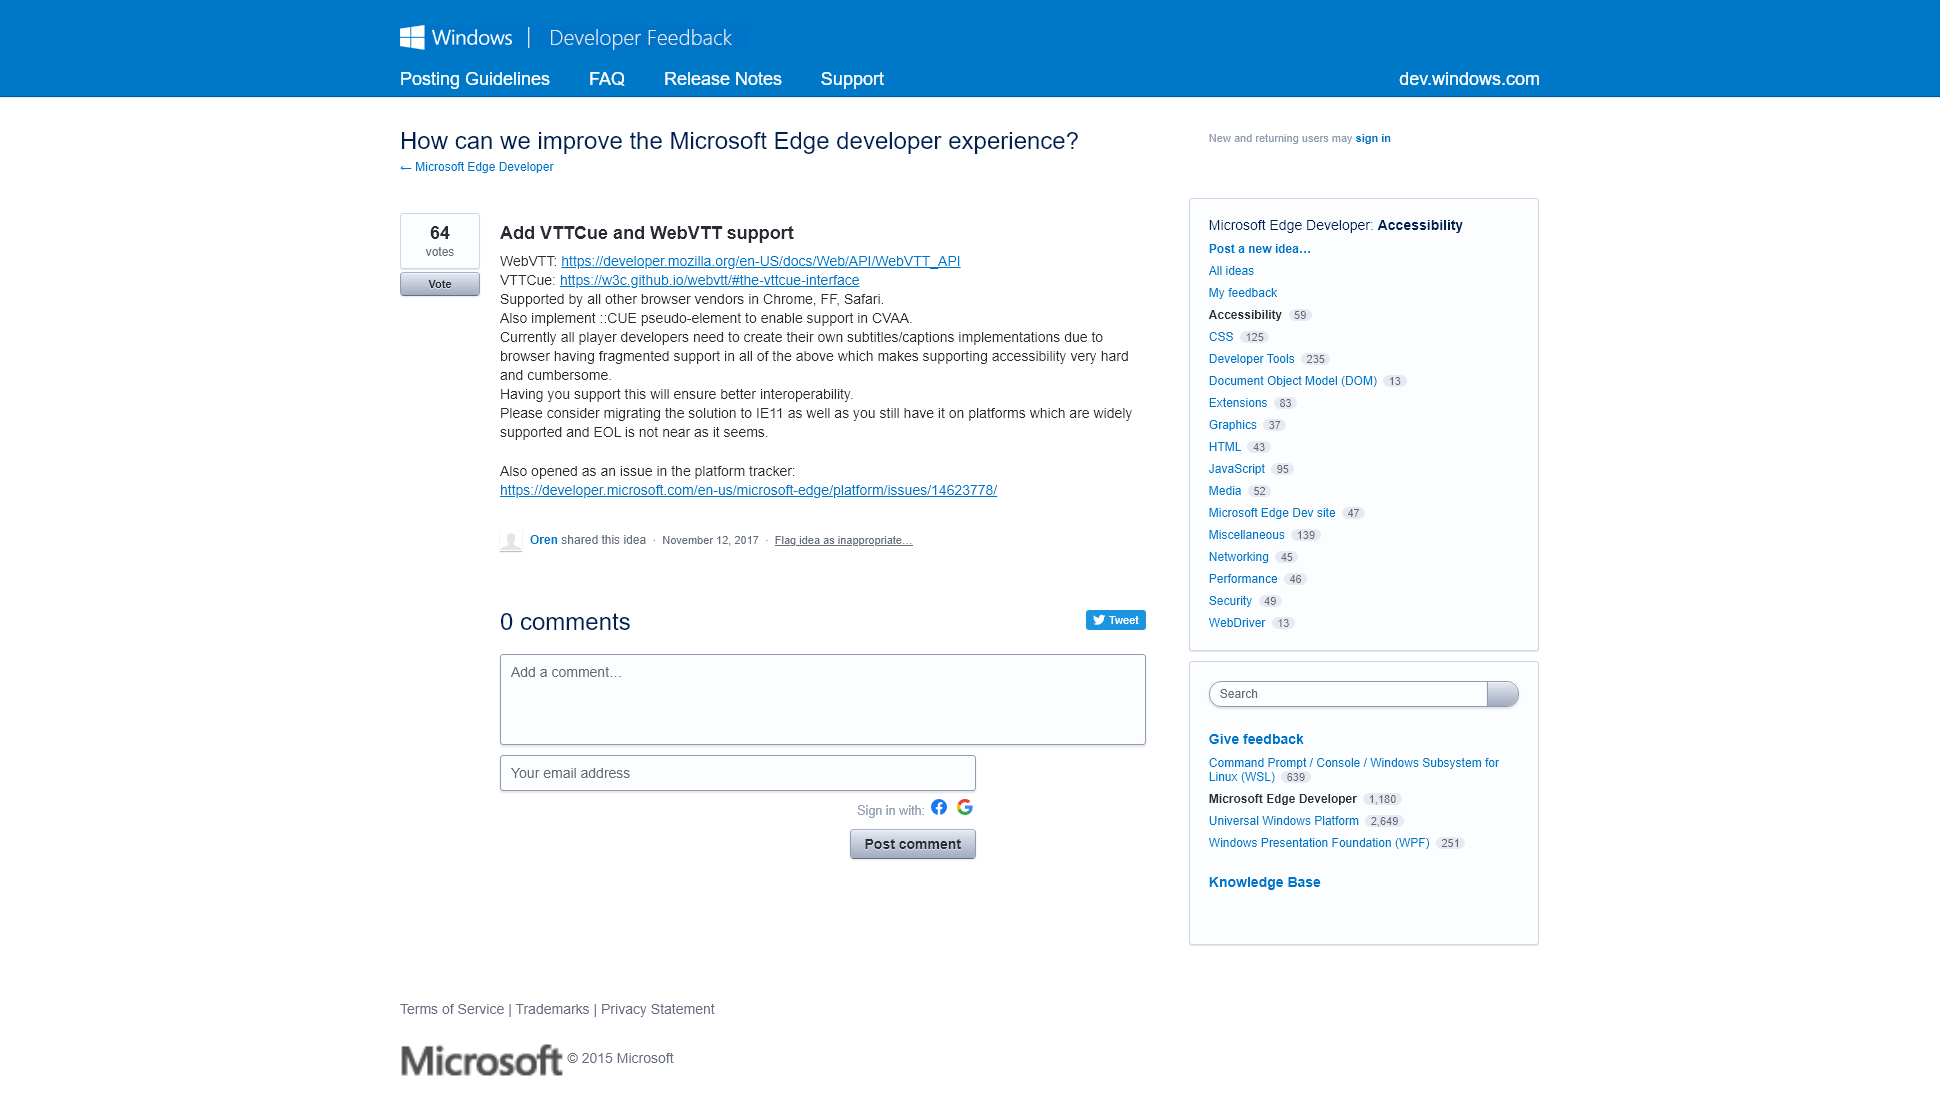 Windows | Developer Feedback
Posting Guidelines FAQ Release Notes Support dev.windows.com
How can we improve the Microsoft Edge developer experience?
← Microsoft Edge Developer
New and returning users may sign in
64
votes
Vote
Add VTTCue and WebVTT support
WebVTT: https://developer.mozilla.org/en-US/docs/Web/API/WebVTT_API
VTTCue: https://w3c.github.io/webvtt/#the-vttcue-interface
Supported by all other browser vendors in Chrome, FF, Safari.
Also implement ::CUE pseudo-element to enable support in CVAA.
Currently all player developers need to create their own subtitles/captions implementations due to
browser having fragmented support in all of the above which makes supporting accessibility very hard
and cumbersome.
Having you support this will ensure better interoperability.
Please consider migrating the solution to IE11 as well as you still have it on platforms which are widely
supported and EOL is not near as it seems.
Also opened as an issue in the platform tracker:
https://developer.microsoft.com/en-us/microsoft-edge/platform/issues/14623778/
Oren shared this idea · November 12, 2017 · Flag idea as inappropriate…
0 comments
Tweet
Add a comment…
Your email address
Sign in with:
Post comment
Microsoft Edge Developer: Accessibility
Post a new idea…
All ideas
My feedback
Accessibility 59
CSS 125
Developer Tools 235
Document Object Model (DOM) 13
Extensions 83
Graphics 37
HTML 43
JavaScript 95
Media 52
Microsoft Edge Dev site 47
Miscellaneous 139
Networking 45
Performance 46
Security 49
WebDriver 13
Search
Give feedback
Command Prompt / Console / Windows Subsystem for
Linux (WSL) 639
Microsoft Edge Developer 1,180
Universal Windows Platform 2,649
Windows Presentation Foundation (WPF) 251
Knowledge Base
Terms of Service | Trademarks | Privacy Statement
Microsoft © 2015 Microsoft